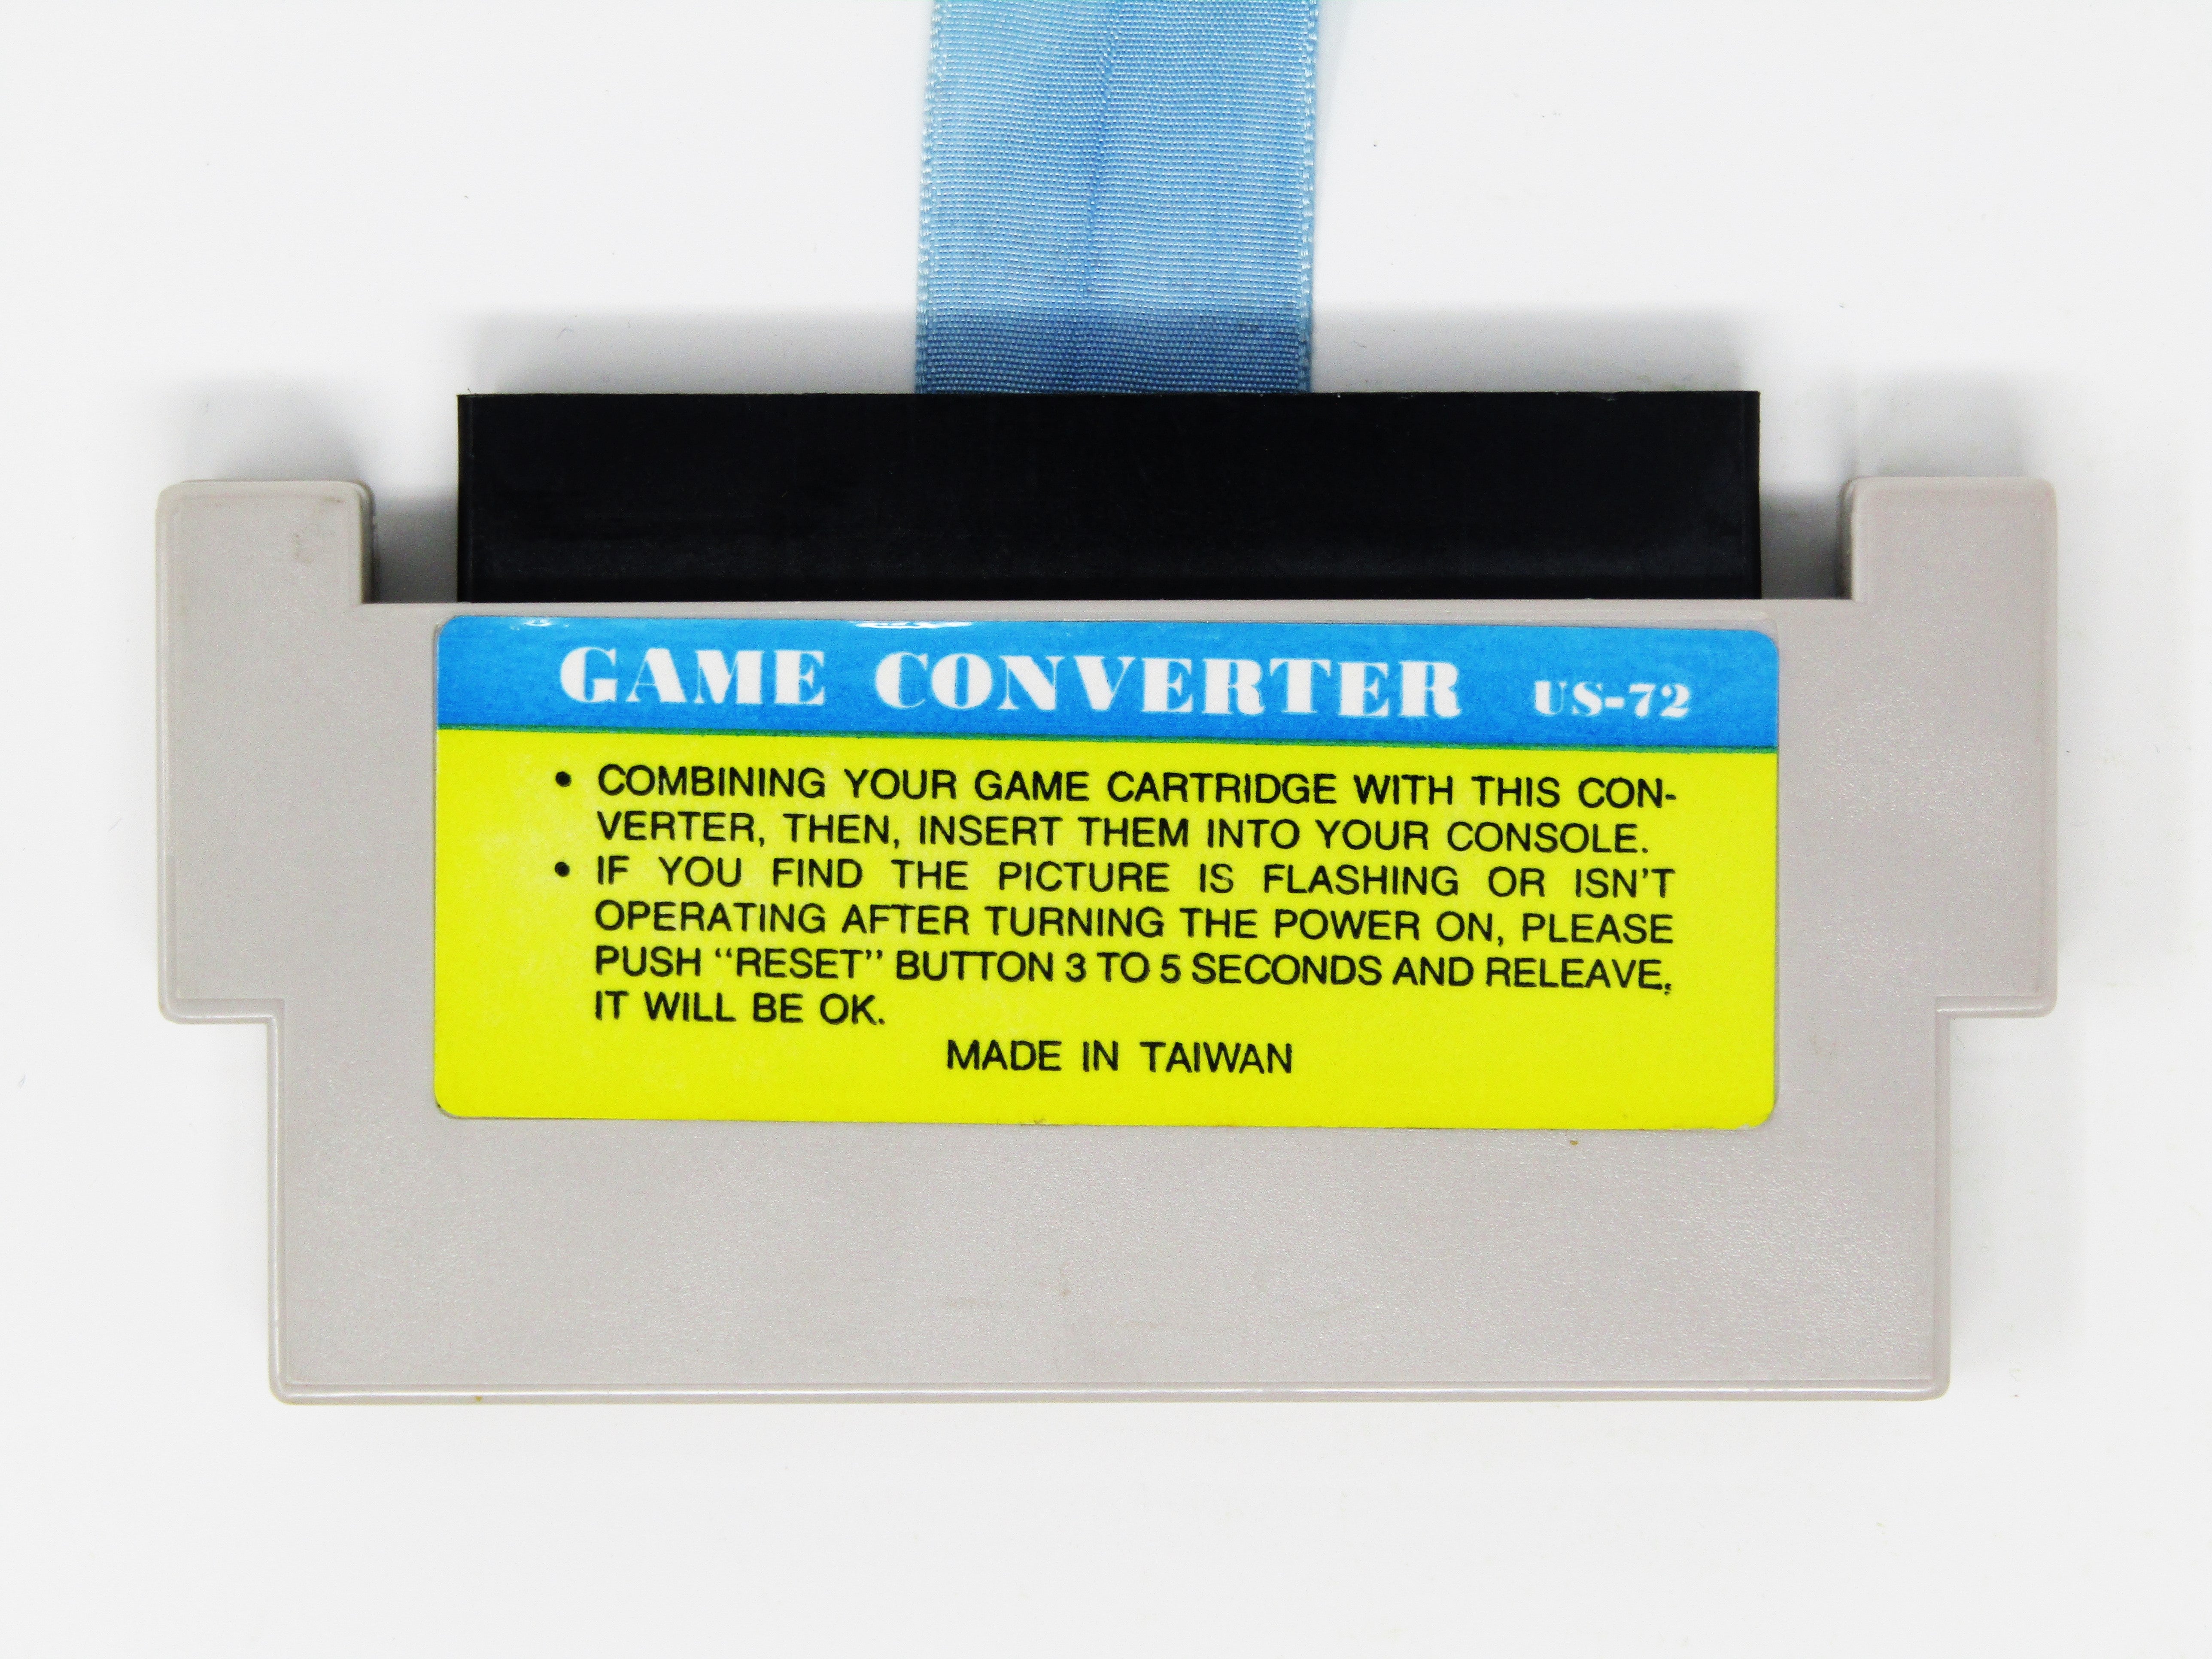 GAME CONVERTER US-72
• COMBINING YOUR GAME CARTRIDGE WITH THIS CON-
VERTER, THEN, INSERT THEM INTO YOUR CONSOLE.
• IF YOU FIND THE PICTURE IS FLASHING OR ISN'T
OPERATING AFTER TURNING THE POWER ON, PLEASE
PUSH "RESET" BUTTON 3 TO 5 SECONDS AND RELEAVE,
IT WILL BE OK.
MADE IN TAIWAN